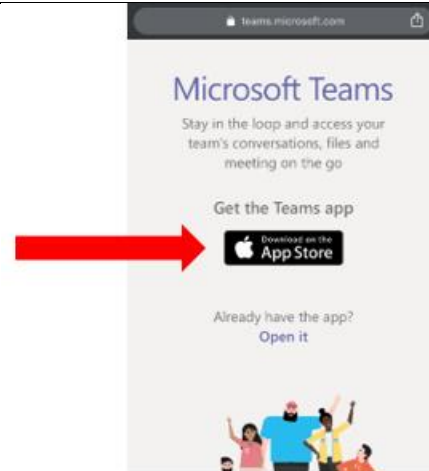 teams.microsoft.com
Microsoft Teams
Stay in the loop and access your
team's conversations, files and
meeting on the go
Get the Teams app
Download on the
App Store
Already have the app?
Open it